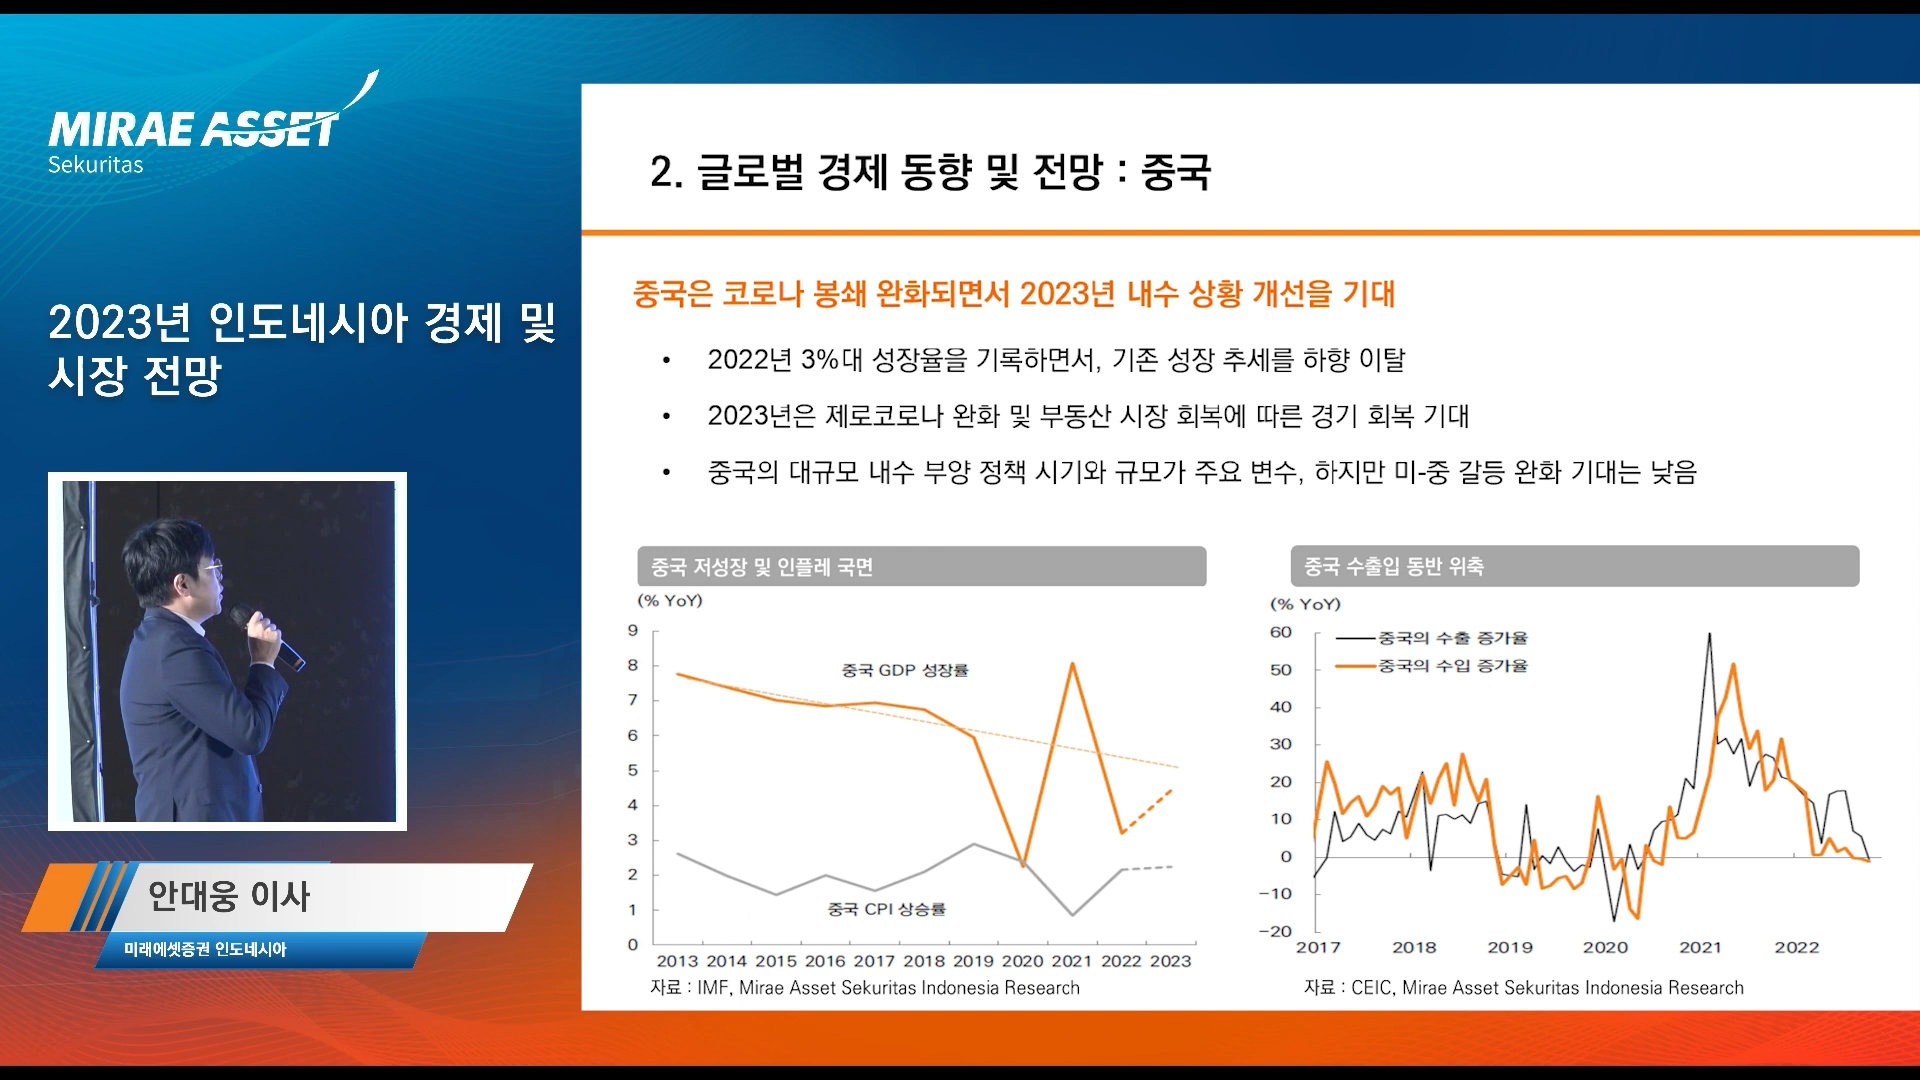 MIRAE ASSET
Sekuritas
2023년 인도네시아 경제 및
시장 전망
안대웅 이사
미래에셋증권 인도네시아
2. 글로벌 경제 동향 및 전망 : 중국
중국은 코로나 봉쇄 완화되면서 2023년 내수 상황 개선을 기대
• 2022년 3%대 성장율을 기록하면서, 기존 성장 추세를 하향 이탈
• 2023년은 제로코로나 완화 및 부동산 시장 회복에 따른 경기 회복 기대
• 중국의 대규모 내수 부양 정책 시기와 규모가 주요 변수, 하지만 미-중 갈등 완화 기대는 낮음
중국 저성장 및 인플레 국면
(% YoY)
9
8
7
6
5
4
3
2
1
0
중국 GDP 성장률
중국 CPI 상승률
2013 2014 2015 2016 2017 2018 2019 2020 2021 2022 2023
자료 : IMF, Mirae Asset Sekuritas Indonesia Research
중국 수출입 동반 위축
(% YoY)
60
50
40
30
20
10
0
-10
-20
중국의 수출 증가율
중국의 수입 증가율
2017 2018 2019 2020 2021 2022
자료 : CEIC, Mirae Asset Sekuritas Indonesia Research